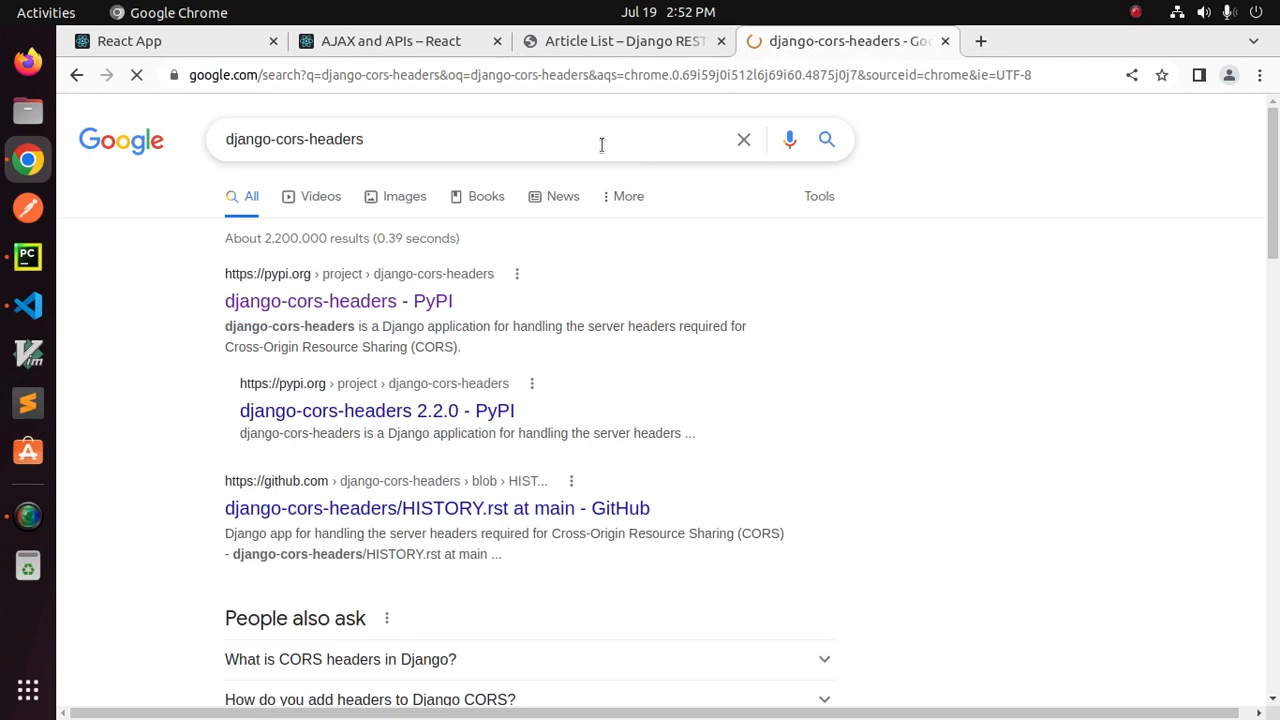 Activities
Google Chrome
Jul 19 2:52 PM
React App
AJAX and APIs – React
Article List – Django REST
django-cors-headers - Goo
google.com/search?q=django-cors-headers&oq=django-cors-headers&aqs=chrome.0.69i59j0i512l6j69i60.4875j0j7&sourceid=chrome&ie=UTF-8
Google
django-cors-headers
All
Videos
Images
Books
News
More
Tools
About 2,200,000 results (0.39 seconds)
https://pypi.org › project › django-cors-headers
django-cors-headers - PyPI
django-cors-headers is a Django application for handling the server headers required for
Cross-Origin Resource Sharing (CORS).
https://pypi.org › project › django-cors-headers
django-cors-headers 2.2.0 - PyPI
django-cors-headers is a Django application for handling the server headers ...
https://github.com › django-cors-headers › blob › HIST...
django-cors-headers/HISTORY.rst at main - GitHub
Django app for handling the server headers required for Cross-Origin Resource Sharing (CORS)
- django-cors-headers/HISTORY.rst at main ...
People also ask
What is CORS headers in Django?
How do you add headers to Django CORS?
PC